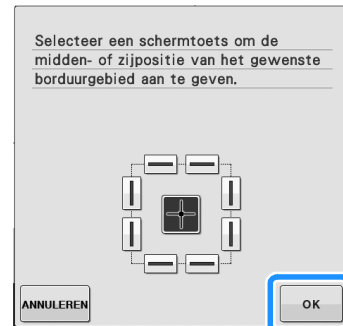 Selecteer een schermtoets om de
midden- of zijpositie van het gewenste
borduurgebied aan te geven.
ANNULEREN
OK